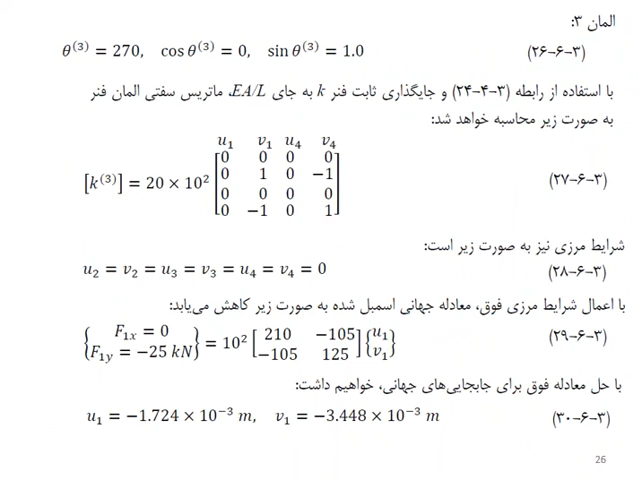 المان ۳:
θ⁽³⁾ = 270,   cos θ⁽³⁾ = 0,   sin θ⁽³⁾ = 1.0   (۳-۶-۲۶)
با استفاده از رابطه (۳-۴-۲۴) و جایگذاری ثابت فنر k به جای EA/L، ماتریس سفتی المان فنر
به صورت زیر محاسبه خواهد شد:
u₁ v₁ u₄ v₄
[k⁽³⁾] = 20 × 10² [0 0 0 0
0 1 0 −1
0 0 0 0
0 −1 0 1]   (۳-۶-۲۷)
شرایط مرزی نیز به صورت زیر است:
u₂ = v₂ = u₃ = v₃ = u₄ = v₄ = 0   (۳-۶-۲۸)
با اعمال شرایط مرزی فوق، معادله جهانی اسمبل شده به صورت زیر کاهش می‌یابد:
{F₁ₓ = 0
F₁y = −25 kN} = 10² [210 −105
−105 125] {u₁
v₁}   (۳-۶-۲۹)
با حل معادله فوق برای جابجایی‌های جهانی، خواهیم داشت:
u₁ = −1.724 × 10⁻³ m,   v₁ = −3.448 × 10⁻³ m   (۳-۶-۳۰)
26